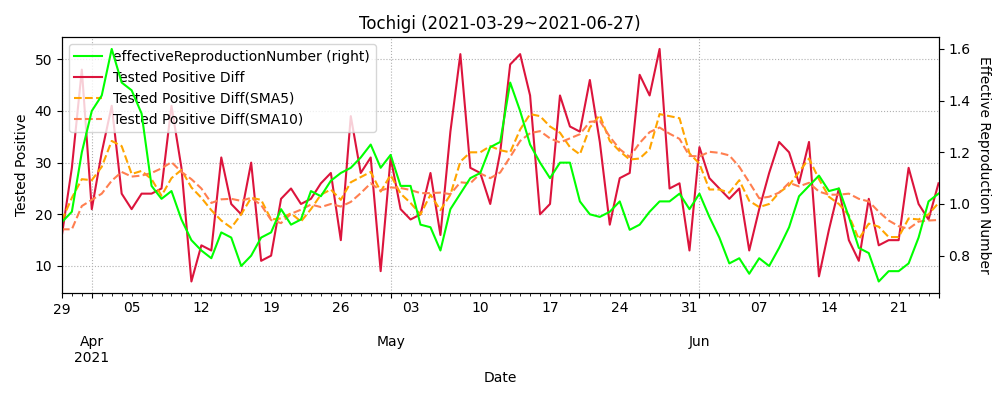 Tochigi (2021-03-29~2021-06-27)
effectiveReproductionNumber (right)
Tested Positive Diff
Tested Positive Diff(SMA5)
Tested Positive Diff(SMA10)
Tested Positive
50
40
30
20
10
Effective Reproduction Number
1.6
1.4
1.2
1.0
0.8
29 05 12 19 26 03 10 17 24 31 07 14 21
Apr May Jun
2021
Date